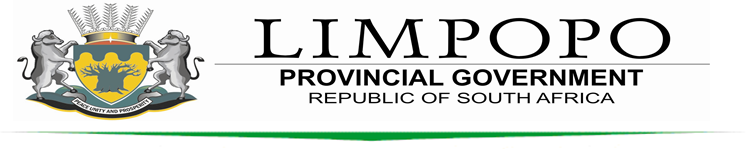 LIMPOPO
PROVINCIAL GOVERNMENT
REPUBLIC OF SOUTH AFRICA
PEACE UNITY AND PROSPERITY